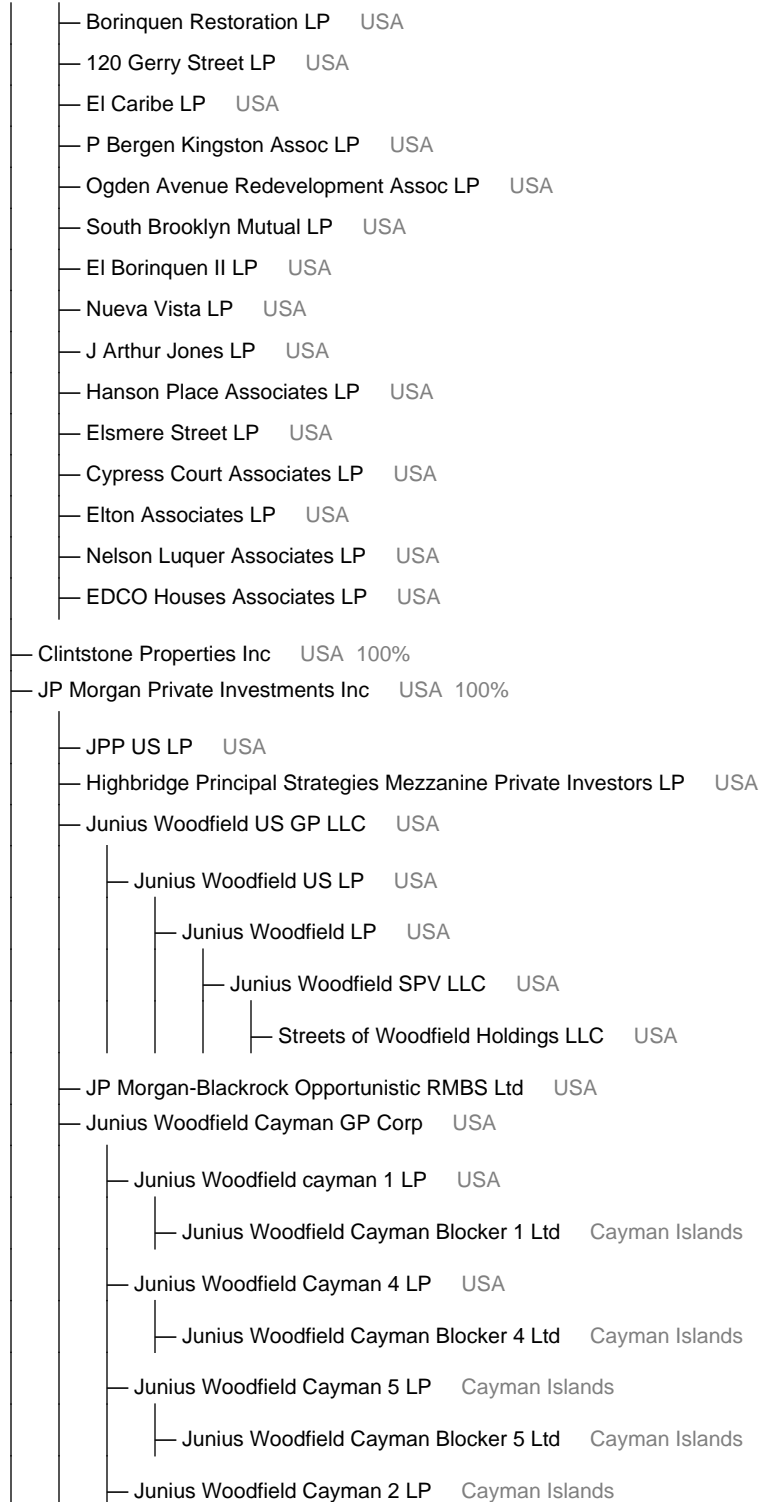 Borinquen Restoration LP USA
120 Gerry Street LP USA
El Caribe LP USA
P Bergen Kingston Assoc LP USA
Ogden Avenue Redevelopment Assoc LP USA
South Brooklyn Mutual LP USA
El Borinquen II LP USA
Nueva Vista LP USA
J Arthur Jones LP USA
Hanson Place Associates LP USA
Elsmere Street LP USA
Cypress Court Associates LP USA
Elton Associates LP USA
Nelson Luquer Associates LP USA
EDCO Houses Associates LP USA
Clintstone Properties Inc USA 100%
JP Morgan Private Investments Inc USA 100%
JPP US LP USA
Highbridge Principal Strategies Mezzanine Private Investors LP USA
Junius Woodfield US GP LLC USA
Junius Woodfield US LP USA
Junius Woodfield LP USA
Junius Woodfield SPV LLC USA
Streets of Woodfield Holdings LLC USA
JP Morgan-Blackrock Opportunistic RMBS Ltd USA
Junius Woodfield Cayman GP Corp USA
Junius Woodfield cayman 1 LP USA
Junius Woodfield Cayman Blocker 1 Ltd Cayman Islands
Junius Woodfield Cayman 4 LP USA
Junius Woodfield Cayman Blocker 4 Ltd Cayman Islands
Junius Woodfield Cayman 5 LP Cayman Islands
Junius Woodfield Cayman Blocker 5 Ltd Cayman Islands
Junius Woodfield Cayman 2 LP Cayman Islands